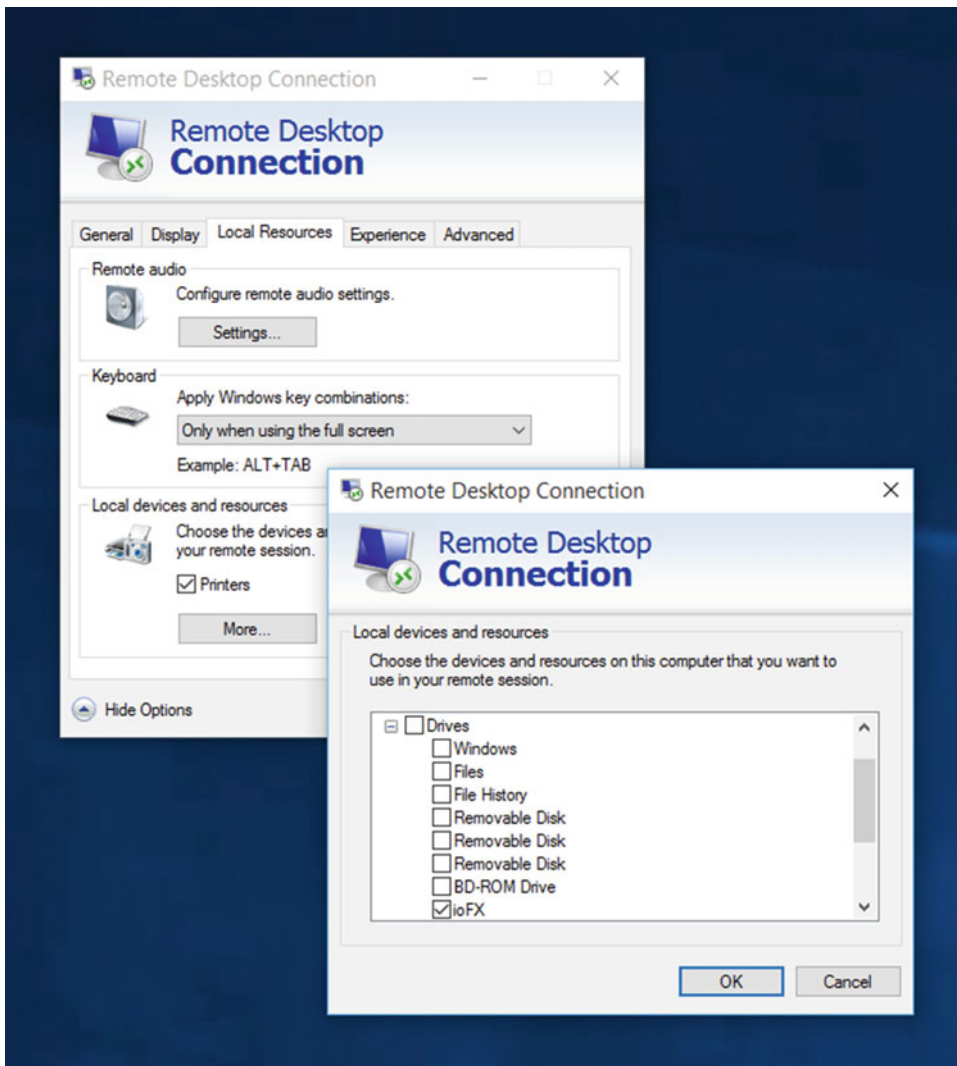 Remote Desktop Connection
Remote Desktop
Connection
General Display Local Resources Experience Advanced
Remote audio
Configure remote audio settings.
Settings...
Keyboard
Apply Windows key combinations:
Only when using the full screen
Example: ALT+TAB
Local devices and resources
Choose the devices
your remote session.
Printers
More...
Hide Options
Remote Desktop Connection
Remote Desktop
Connection
Local devices and resources
Choose the devices and resources on this computer that you want to
use in your remote session.
Drives
Windows
Files
File History
Removable Disk
Removable Disk
Removable Disk
BD-ROM Drive
ioFX
OK Cancel